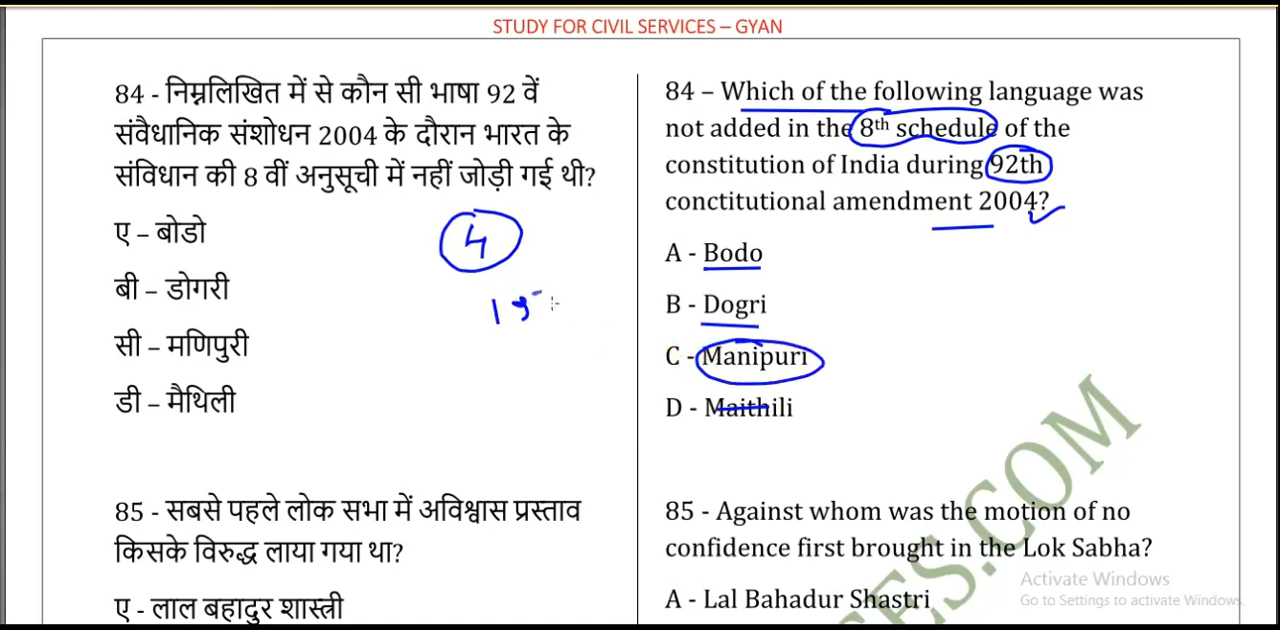 STUDY FOR CIVIL SERVICES – GYAN
84 - निम्नलिखित में से कौन सी भाषा 92 वें
संवैधानिक संशोधन 2004 के दौरान भारत के
संविधान की 8 वीं अनुसूची में नहीं जोड़ी गई थी?
ए – बोडो
बी – डोगरी
सी – मणिपुरी
डी – मैथिली
4
19
85 - सबसे पहले लोक सभा में अविश्वास प्रस्ताव
किसके विरुद्ध लाया गया था?
ए - लाल बहादुर शास्त्री
84 – Which of the following language was
not added in the 8th schedule of the
constitution of India during 92th
conctitutional amendment 2004?
A - Bodo
B - Dogri
C - Manipuri
D - Maithili
85 - Against whom was the motion of no
confidence first brought in the Lok Sabha?
A - Lal Bahadur Shastri
ES.COM
Activate Windows
Go to Settings to activate Windows.